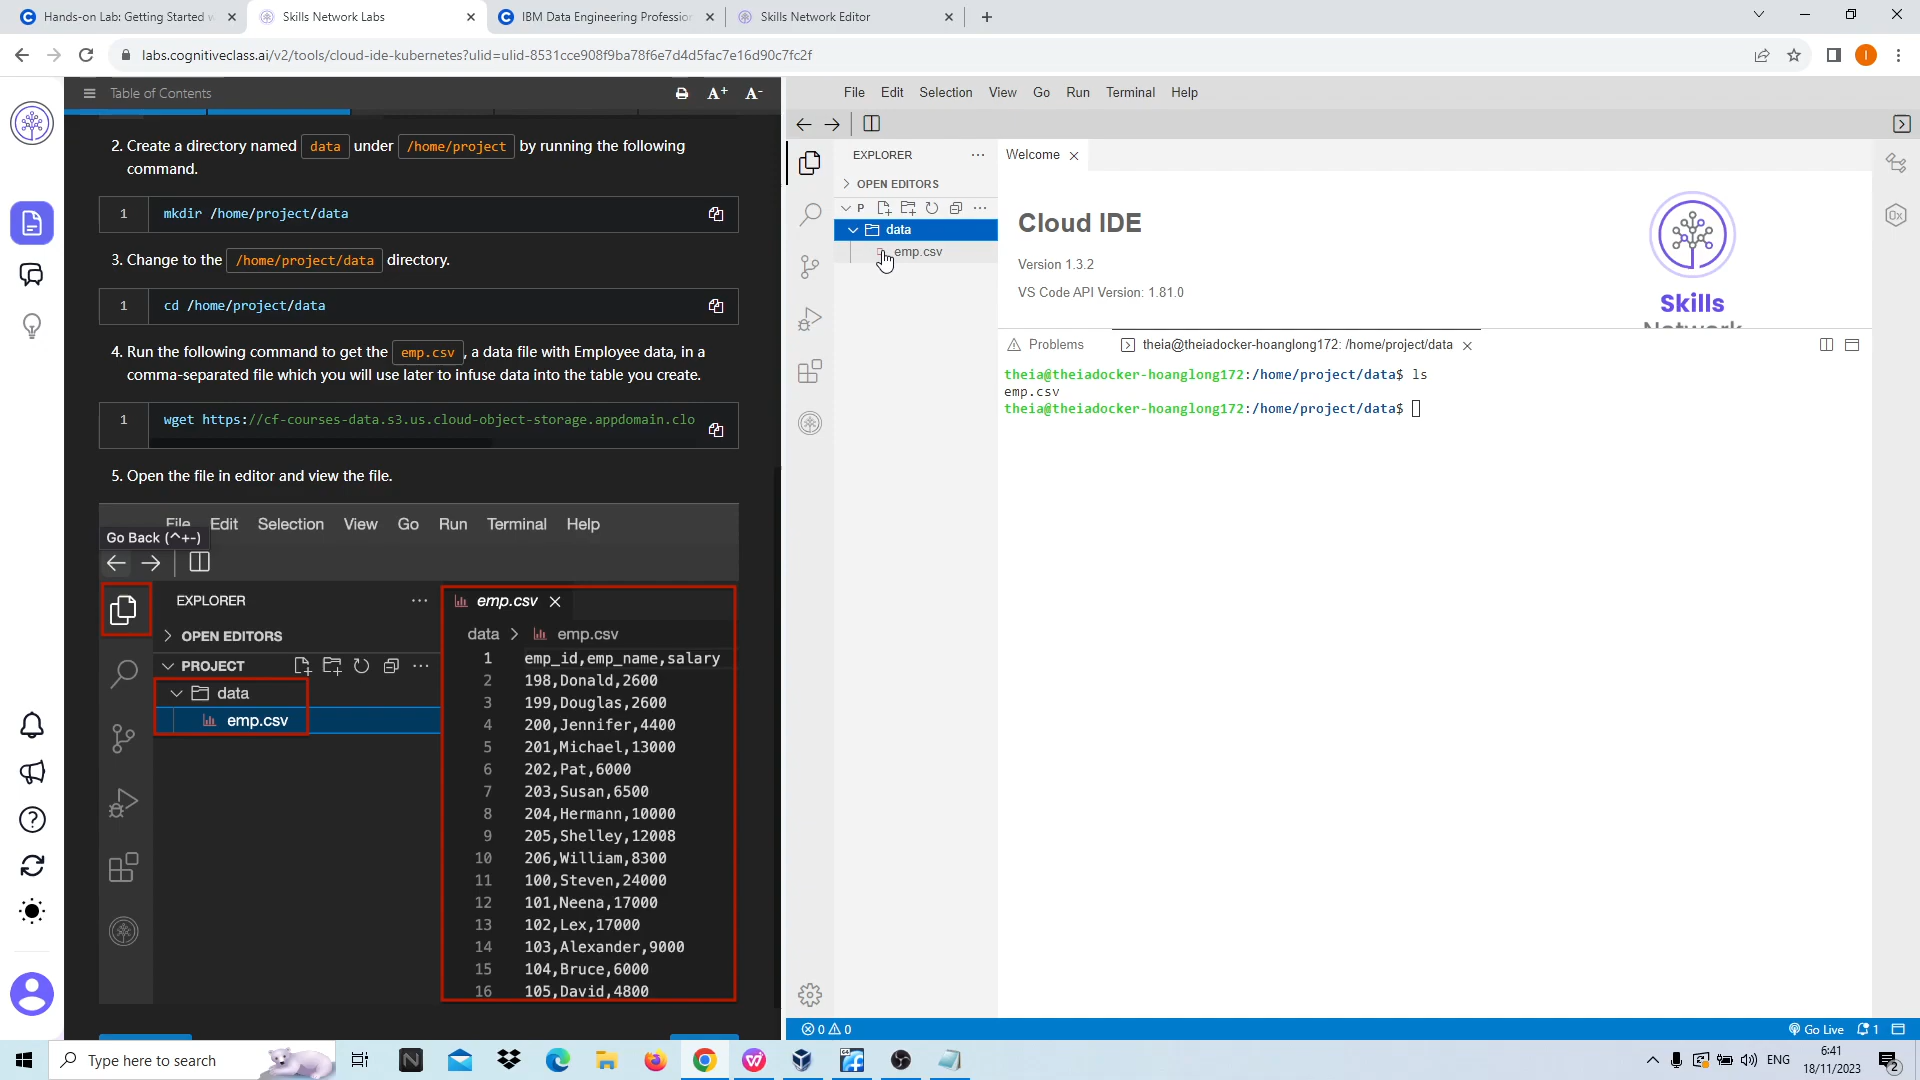 Hands-on Lab: Getting Started w
Skills Network Labs
IBM Data Engineering Profession
Skills Network Editor
labs.cognitiveclass.ai/v2/tools/cloud-ide-kubernetes?ulid=ulid-8531cce908f9ba78f6e7d4d5fac7e16d90c7fc2f
I
Table of Contents
A+
A-
2. Create a directory named data under /home/project by running the following
command.
1 mkdir /home/project/data
3. Change to the /home/project/data directory.
1 cd /home/project/data
4. Run the following command to get the emp.csv, a data file with Employee data, in a
comma-separated file which you will use later to infuse data into the table you create.
1 wget https://cf-courses-data.s3.us.cloud-object-storage.appdomain.clo
5. Open the file in editor and view the file.
File Edit Selection View Go Run Terminal Help
Go Back (^+-)
EXPLORER
OPEN EDITORS
PROJECT
data
emp.csv
emp.csv
data > emp.csv
1 emp_id,emp_name,salary
2 198,Donald,2600
3 199,Douglas,2600
4 200,Jennifer,4400
5 201,Michael,13000
6 202,Pat,6000
7 203,Susan,6500
8 204,Hermann,10000
9 205,Shelley,12008
10 206,William,8300
11 100,Steven,24000
12 101,Neena,17000
13 102,Lex,17000
14 103,Alexander,9000
15 104,Bruce,6000
16 105,David,4800
File Edit Selection View Go Run Terminal Help
EXPLORER
OPEN EDITORS
P
data
emp.csv
Welcome
Cloud IDE
Version 1.3.2
VS Code API Version: 1.81.0
Skills
Network
Problems
theia@theiadocker-hoanglong172: /home/project/data
theia@theiadocker-hoanglong172:/home/project/data$ ls
emp.csv
theia@theiadocker-hoanglong172:/home/project/data$
0x
0 0
Go Live
1
Type here to search
ENG
6:41
18/11/2023
2